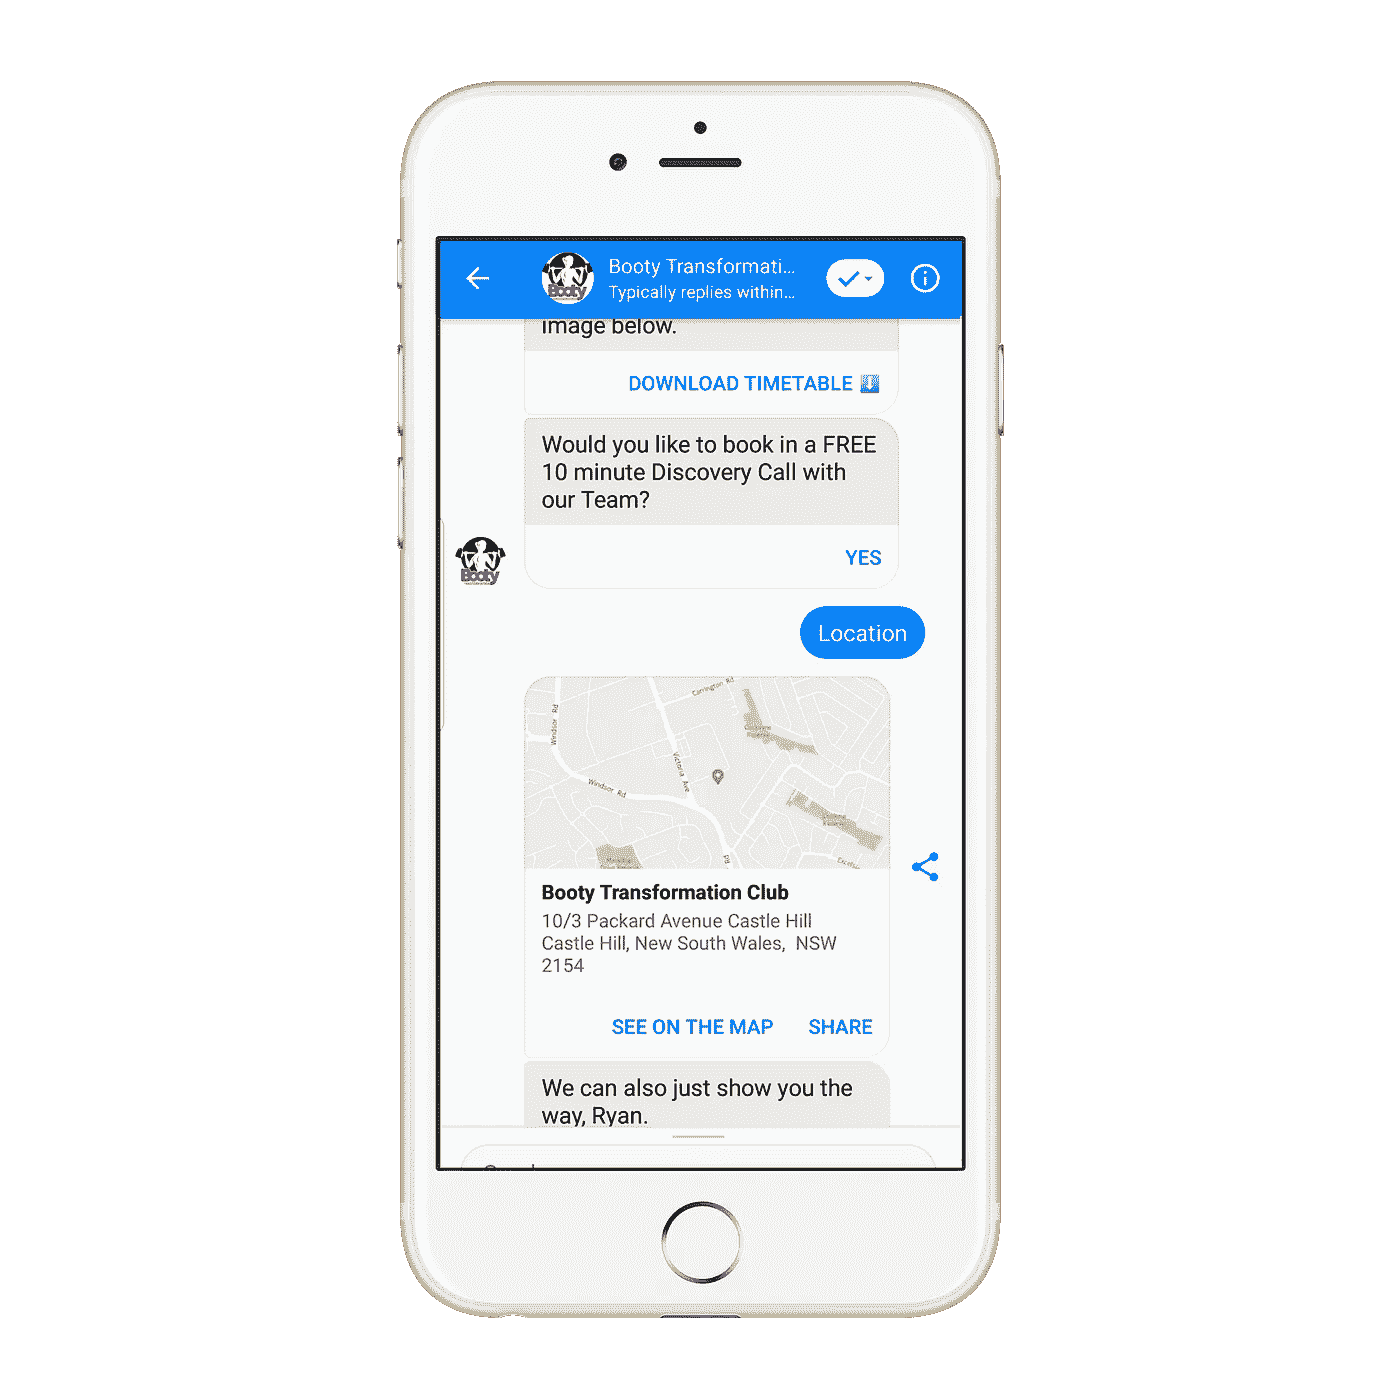 Booty Transformati...
Typically replies within...
image below.
DOWNLOAD TIMETABLE
Would you like to book in a FREE
10 minute Discovery Call with
our Team?
YES
Booty
Location
Carrington Rd
Windsor Rd
Victoria Ave
Windsor Rd
Booty Transformation Club
10/3 Packard Avenue Castle Hill
Castle Hill, New South Wales,  NSW
2154
SEE ON THE MAP SHARE
We can also just show you the
way, Ryan.